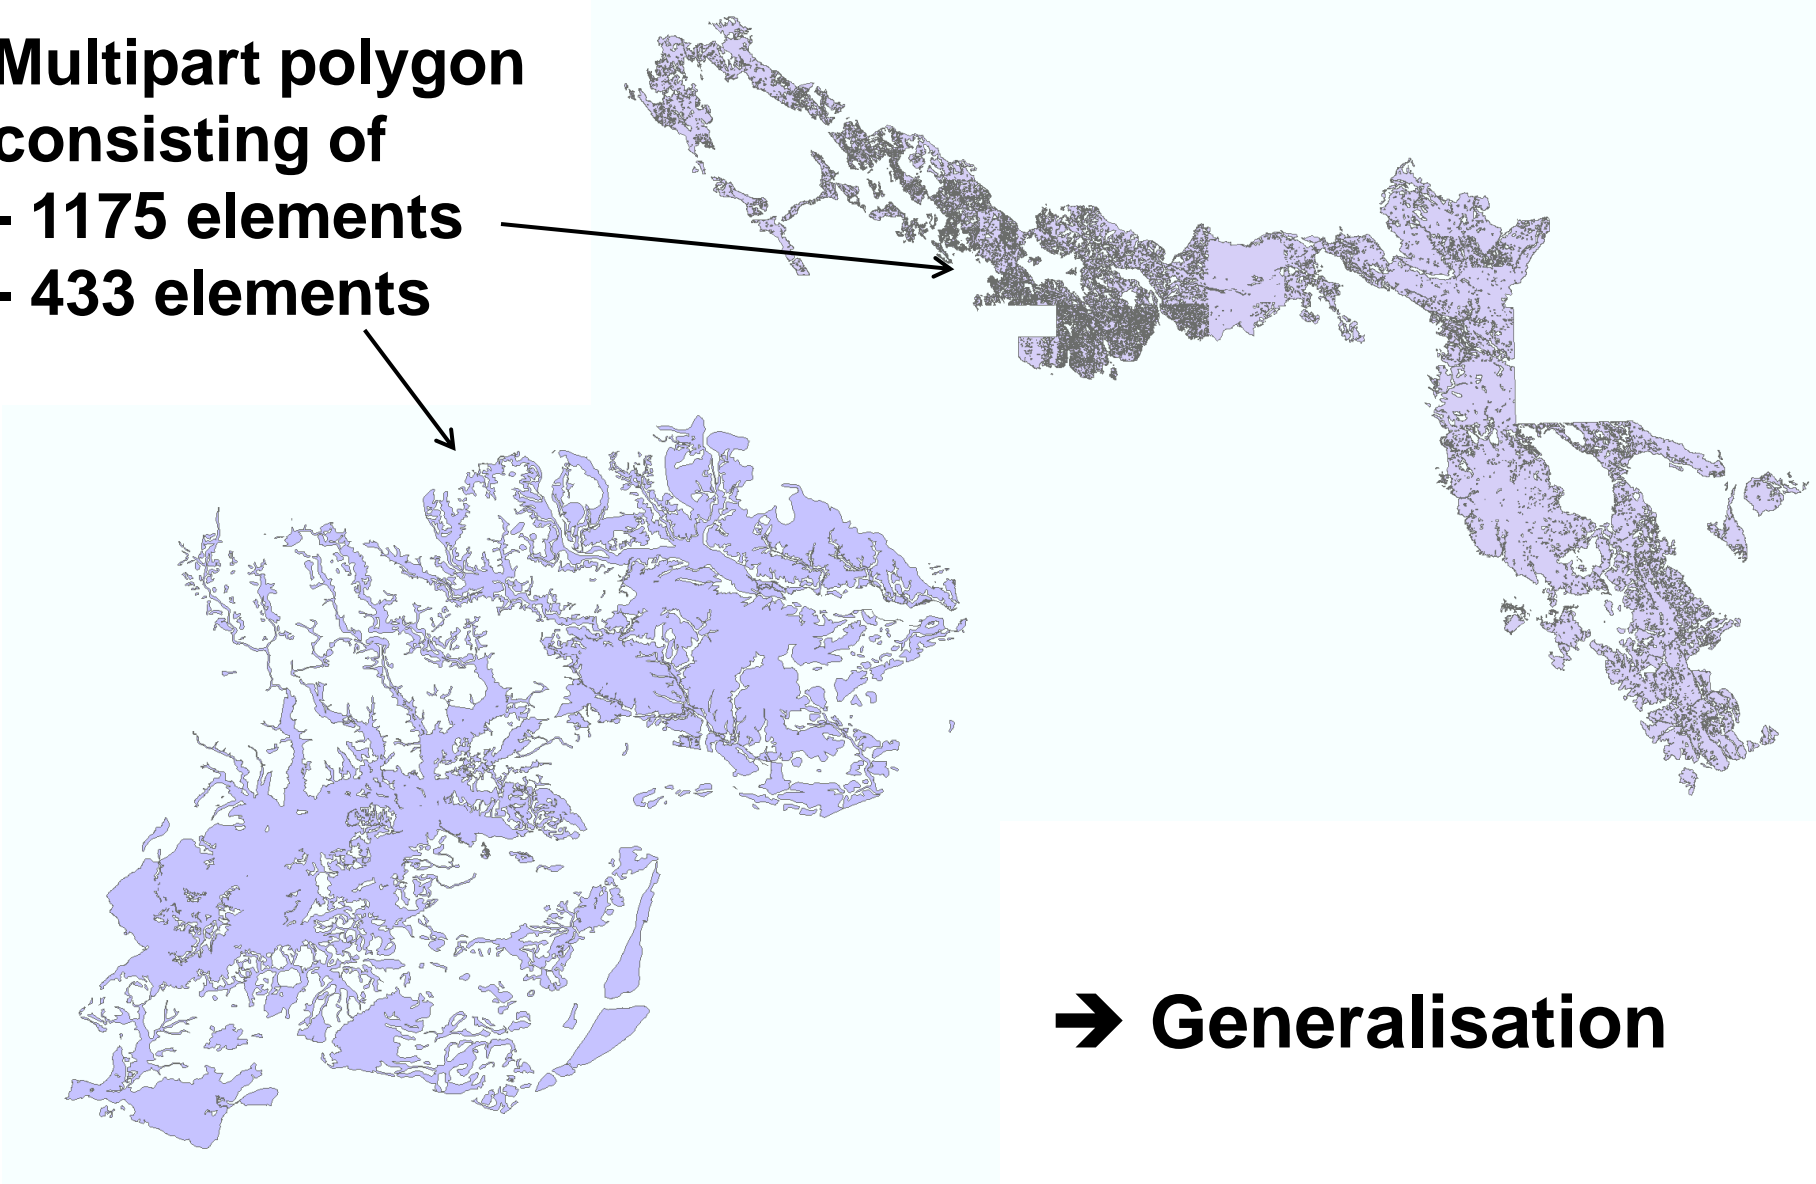 Multipart polygon
consisting of
- 1175 elements
- 433 elements
➔ Generalisation